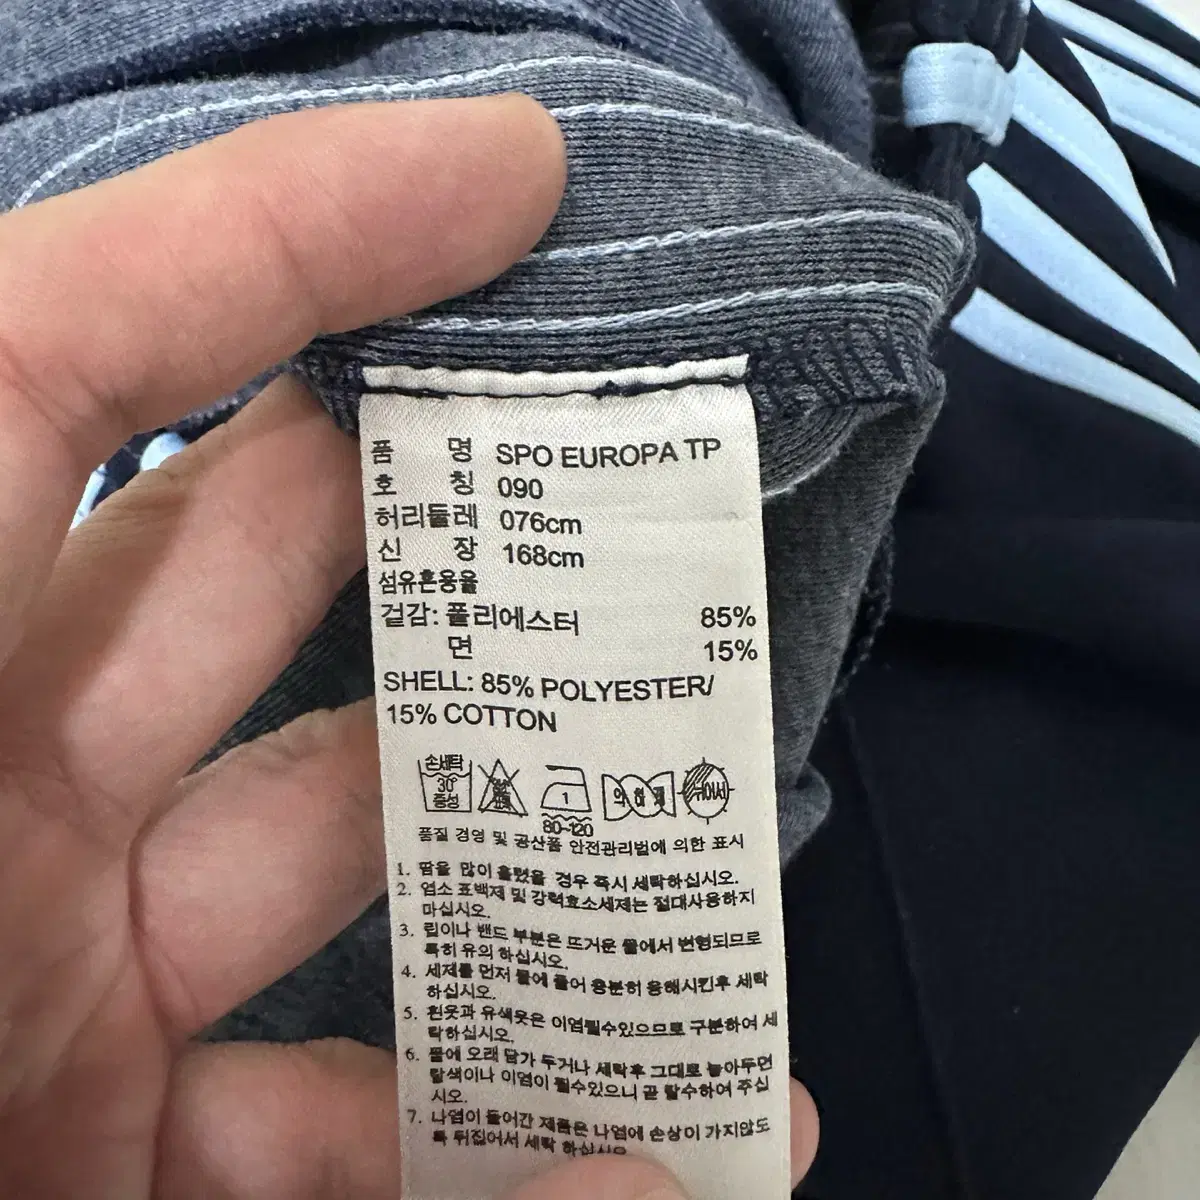 품 명 SPO EUROPA TP
호 칭 090
허리둘레 076cm
신 장 168cm
섬유혼용율
겉감: 폴리에스터 85%
면 15%
SHELL: 85% POLYESTER/
15% COTTON
손세탁 30° 중성
1 80-120
뉘어서
품질 경영 및 공산품 안전관리법에 의한 표시
1. 땀을 많이 흘렸을 경우 즉시 세탁하십시오.
2. 염소 표백제 및 강력효소세제는 절대사용하지
마십시오.
3. 립이나 밴드 부분은 뜨거운 물에서 변형되므로
특히 유의 하십시오.
4. 세제를 먼저 물에 풀어 충분히 용해시킨후 세탁
하십시오.
5. 흰옷과 유색옷은 이염될수있으므로 구분하여 세
탁하십시오.
6. 물에 오래 담가 두거나 세탁후 그대로 놓아두면
탈색이나 이염이 될수있으니 곧 탈수하여 주십
시오.
7. 나염이 들어간 제품은 나염에 손상이 가지않도
록 뒤집어서 세탁 하십시오